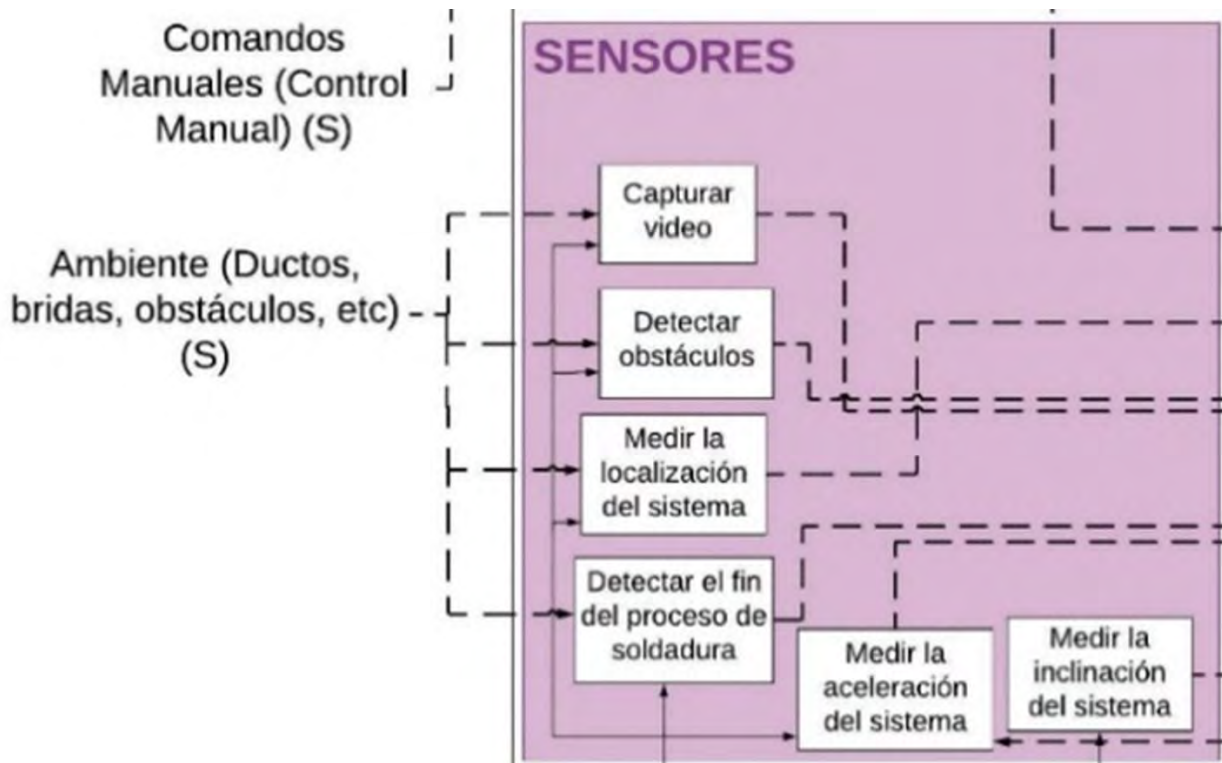 Comandos
Manuales (Control
Manual) (S)
SENSORES
Capturar
video
Ambiente (Ductos,
bridas, obstáculos, etc)
(S)
Detectar
obstáculos
Medir la
localización
del sistema
Detectar el fin
del proceso de
soldadura
Medir la
aceleración
del sistema
Medir la
inclinación
del sistema